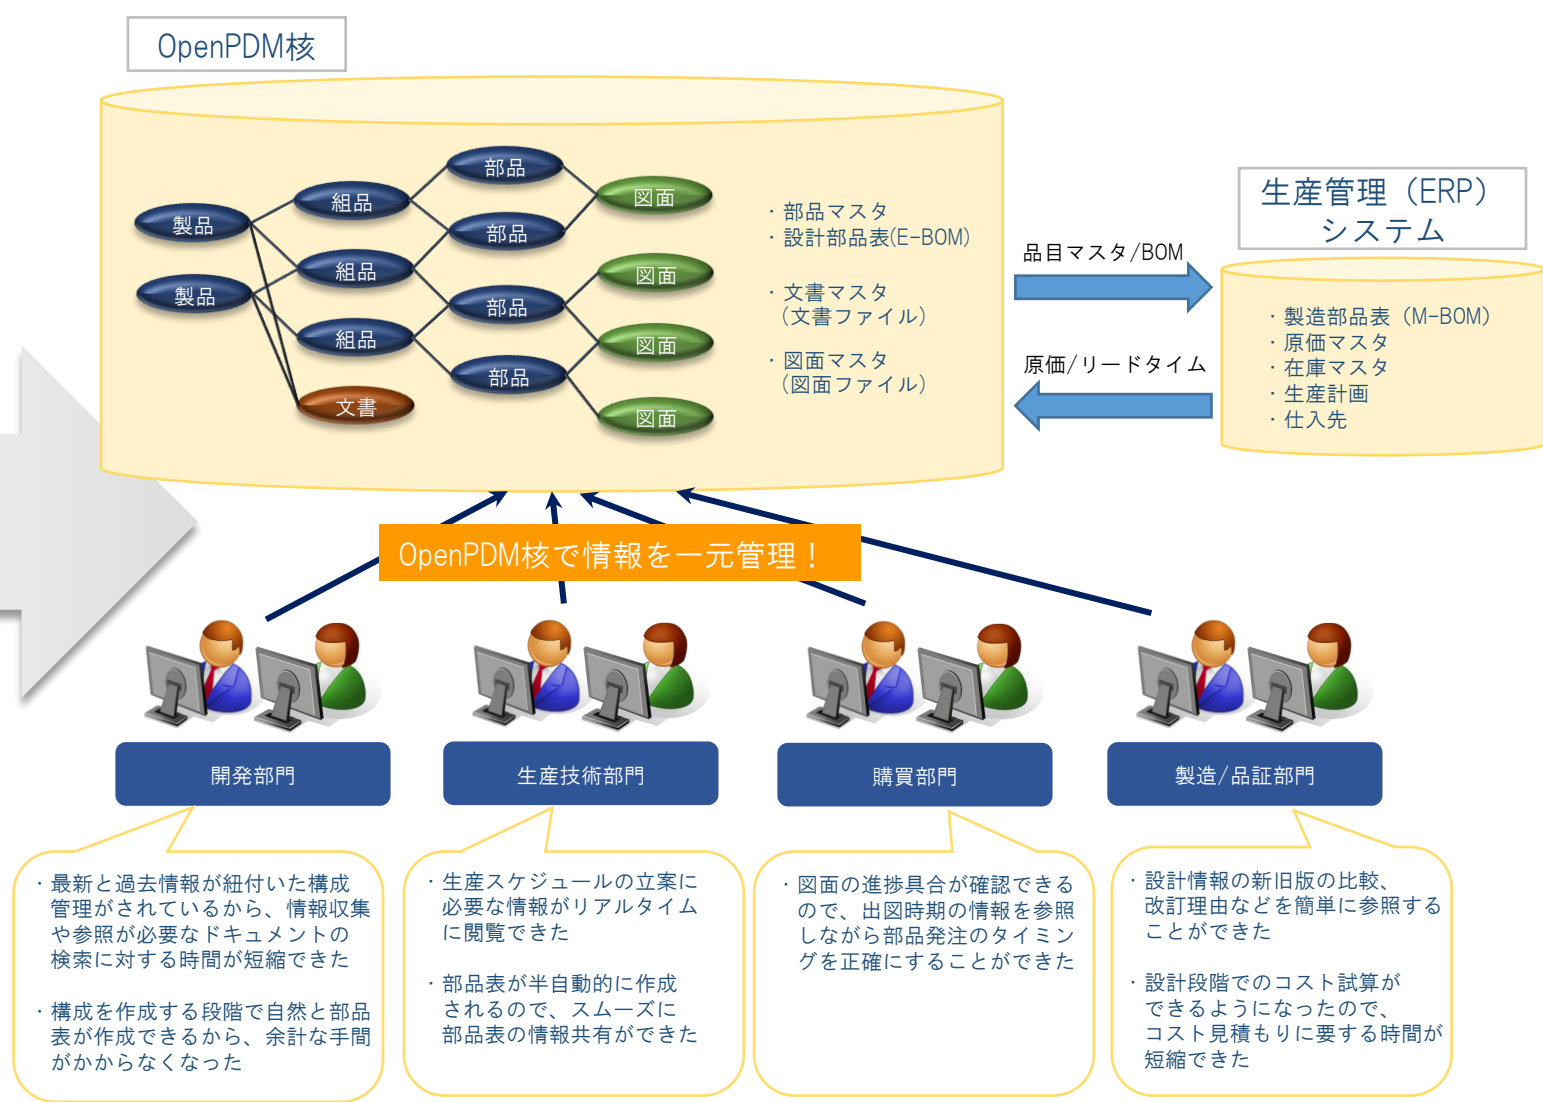 OpenPDM核
製品
製品
組品
組品
組品
文書
部品
部品
部品
部品
図面
図面
図面
図面
・部品マスタ
・設計部品表(E-BOM)
・文書マスタ
(文書ファイル)
・図面マスタ
(図面ファイル)
品目マスタ/BOM
原価/リードタイム
生産管理(ERP)
システム
・製造部品表(M-BOM)
・原価マスタ
・在庫マスタ
・生産計画
・仕入先
OpenPDM核で情報を一元管理!
開発部門
生産技術部門
購買部門
製造/品証部門
・最新と過去情報が紐付いた構成
管理がされているから、情報収集
や参照が必要なドキュメントの
検索に対する時間が短縮できた
・構成を作成する段階で自然と部品
表が作成できるから、余計な手間
がかからなくなった
・生産スケジュールの立案に
必要な情報がリアルタイム
に閲覧できた
・部品表が半自動的に作成
されるので、スムーズに
部品表の情報共有ができた
・図面の進捗具合が確認できる
ので、出図時期の情報を参照
しながら部品発注のタイミン
グを正確にすることができた
・設計情報の新旧版の比較、
改訂理由などを簡単に参照する
ことができた
・設計段階でのコスト試算が
できるようになったので、
コスト見積もりに要する時間が
短縮できた